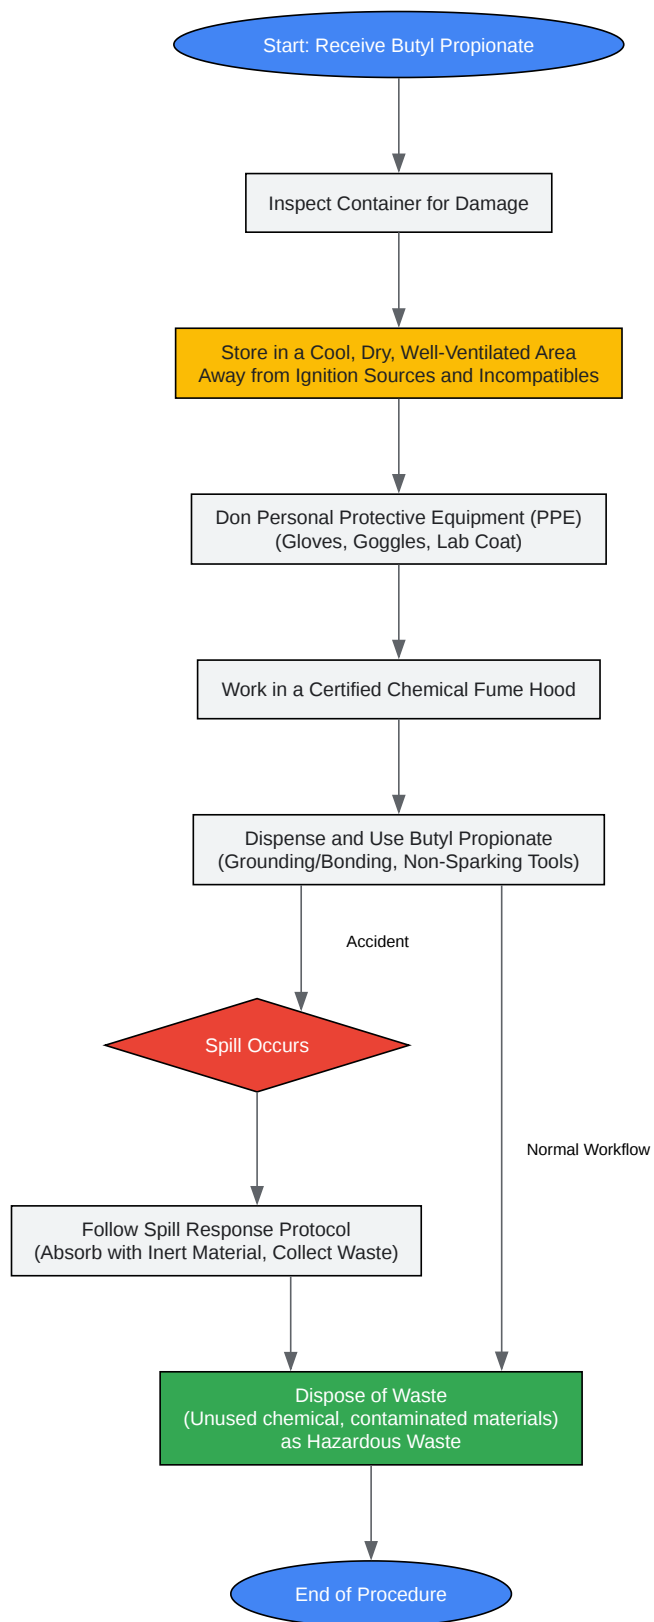 Start: Receive Butyl Propionate
Inspect Container for Damage
Store in a Cool, Dry, Well-Ventilated Area
Away from Ignition Sources and Incompatibles
Don Personal Protective Equipment (PPE)
(Gloves, Goggles, Lab Coat)
Work in a Certified Chemical Fume Hood
Dispense and Use Butyl Propionate
(Grounding/Bonding, Non-Sparking Tools)
Accident
Spill Occurs
Normal Workflow
Follow Spill Response Protocol
(Absorb with Inert Material, Collect Waste)
Dispose of Waste
(Unused chemical, contaminated materials)
as Hazardous Waste
End of Procedure